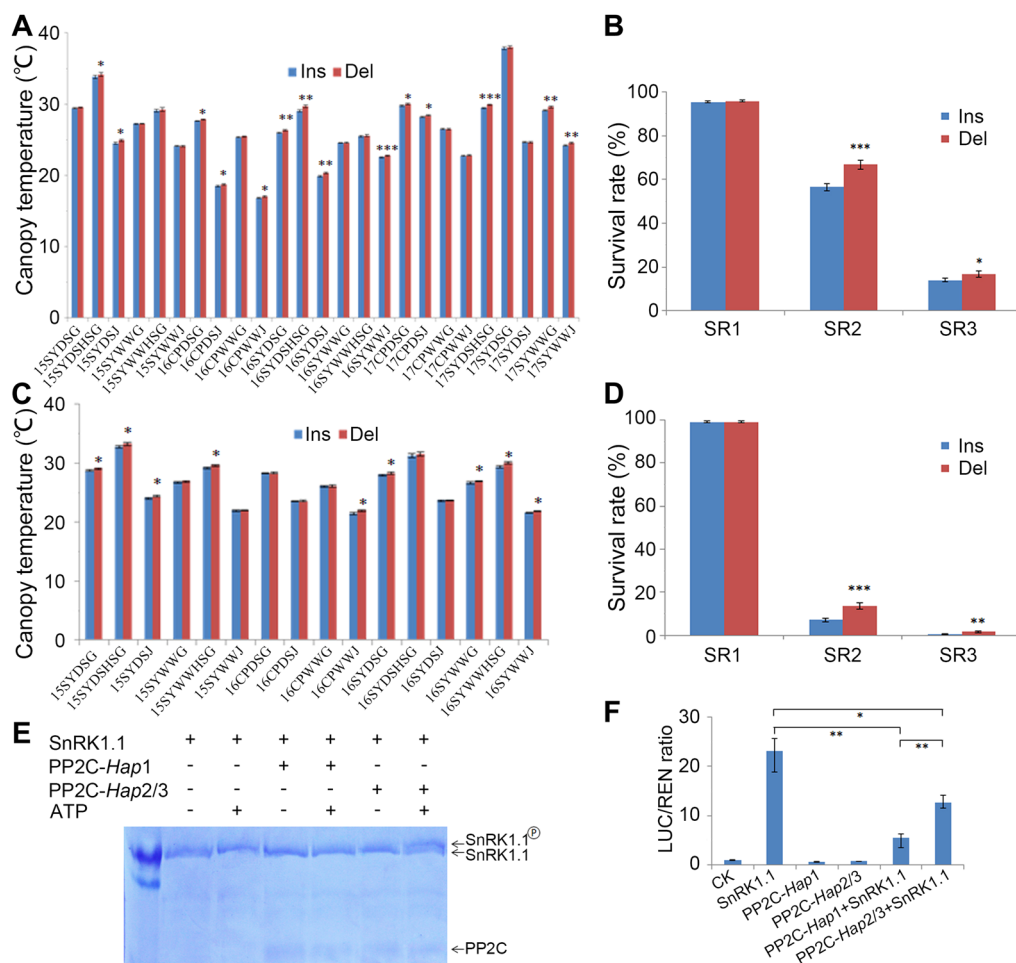 A
Canopy temperature (℃)
40
30
20
10
0
Ins
Del
*
*
*
*
*
**
**
**
***
*
*
***
**
**
15SYDSG
15SYDSHSG
15SYDSJ
15SYWWG
15SYWWHSG
15SYWWJ
16CPDSG
16CPDSJ
16CPWWG
16CPWWJ
16SYDSG
16SYDSHSG
16SYDSJ
16SYWWG
16SYWWHSG
16SYWWJ
17CPDSG
17CPDSJ
17CPWWG
17CPWWJ
17SYDSHSG
17SYDSG
17SYDSJ
17SYWWG
17SYWWJ
B
Survival rate (%)
100
80
60
40
20
0
Ins
Del
***
*
SR1
SR2
SR3
C
Canopy temperature (℃)
40
30
20
10
0
Ins
Del
*
*
*
*
*
*
*
*
*
15SYDSG
15SYDSHSG
15SYDSJ
15SYWWG
15SYWWHSG
15SYWWJ
16CPDSG
16CPDSJ
16CPWWG
16CPWWJ
16SYDSG
16SYDSHSG
16SYDSJ
16SYWWG
16SYWWHSG
16SYWWJ
D
Survival rate (%)
100
80
60
40
20
0
Ins
Del
***
**
SR1
SR2
SR3
E
SnRK1.1 + + + + + +
PP2C-Hap1 - - + + - -
PP2C-Hap2/3 - - - - + +
ATP - + - + - +
SnRK1.1Ⓟ
SnRK1.1
PP2C
F
LUC/REN ratio
30
20
10
0
*
**
**
CK
SnRK1.1
PP2C-Hap1
PP2C-Hap2/3
PP2C-Hap1+SnRK1.1
PP2C-Hap2/3+SnRK1.1